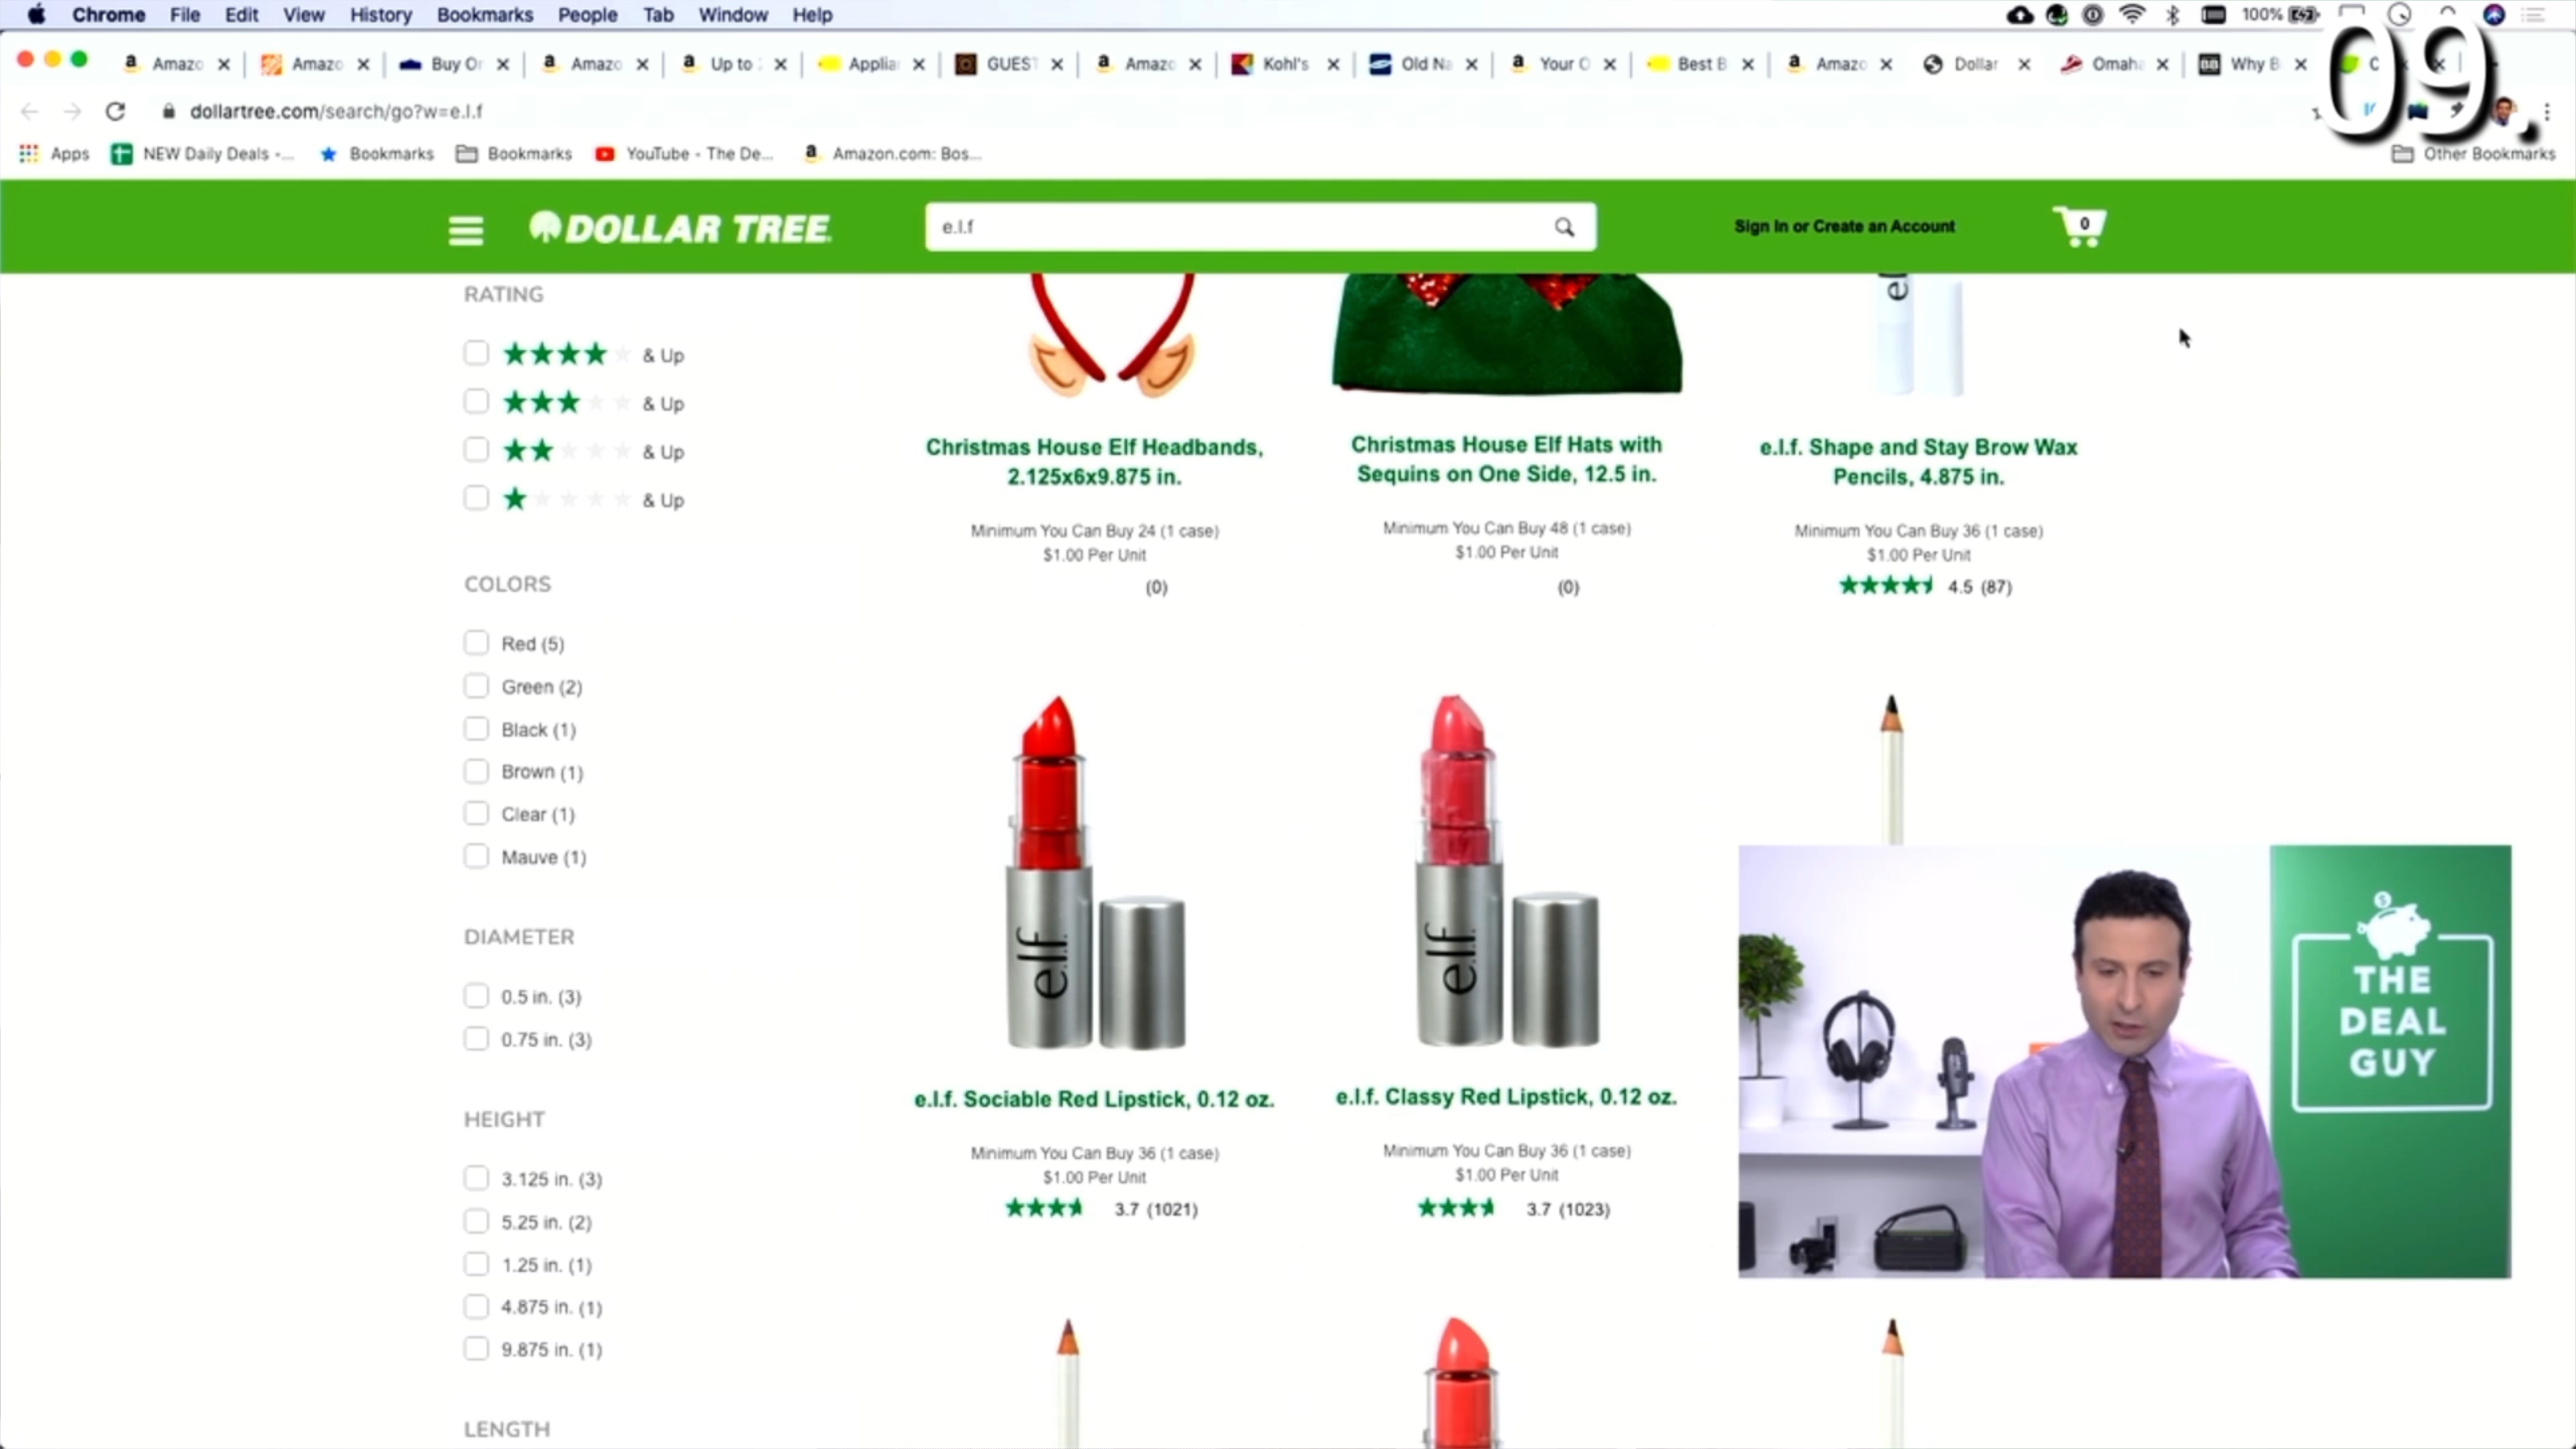 Chrome File Edit View History Bookmarks People Tab Window Help
100%
09.
Amazo
Amazo
Buy Or
Amazo
Up to
Applia
GUES
Amazo
Kohl's
Old Na
Your O
Best B
Amazo
Dollar
Omaha
Why B
dollartree.com/search/go?w=e.l.f
Apps
NEW Daily Deals -...
Bookmarks
Bookmarks
YouTube - The De...
Amazon.com: Bos...
Other Bookmarks
DOLLAR TREE
e.l.f
Sign In or Create an Account
0
RATING
& Up
& Up
& Up
& Up
COLORS
Red (5)
Green (2)
Black (1)
Brown (1)
Clear (1)
Mauve (1)
DIAMETER
0.5 in. (3)
0.75 in. (3)
HEIGHT
3.125 in. (3)
5.25 in. (2)
1.25 in. (1)
4.875 in. (1)
9.875 in. (1)
LENGTH
Christmas House Elf Headbands,
2.125x6x9.875 in.
Minimum You Can Buy 24 (1 case)
$1.00 Per Unit
(0)
Christmas House Elf Hats with
Sequins on One Side, 12.5 in.
Minimum You Can Buy 48 (1 case)
$1.00 Per Unit
(0)
e.l.f. Shape and Stay Brow Wax
Pencils, 4.875 in.
Minimum You Can Buy 36 (1 case)
$1.00 Per Unit
4.5 (87)
e.l.f.
e.l.f. Sociable Red Lipstick, 0.12 oz.
Minimum You Can Buy 36 (1 case)
$1.00 Per Unit
3.7 (1021)
e.l.f.
e.l.f. Classy Red Lipstick, 0.12 oz.
Minimum You Can Buy 36 (1 case)
$1.00 Per Unit
3.7 (1023)
THE
DEAL
GUY